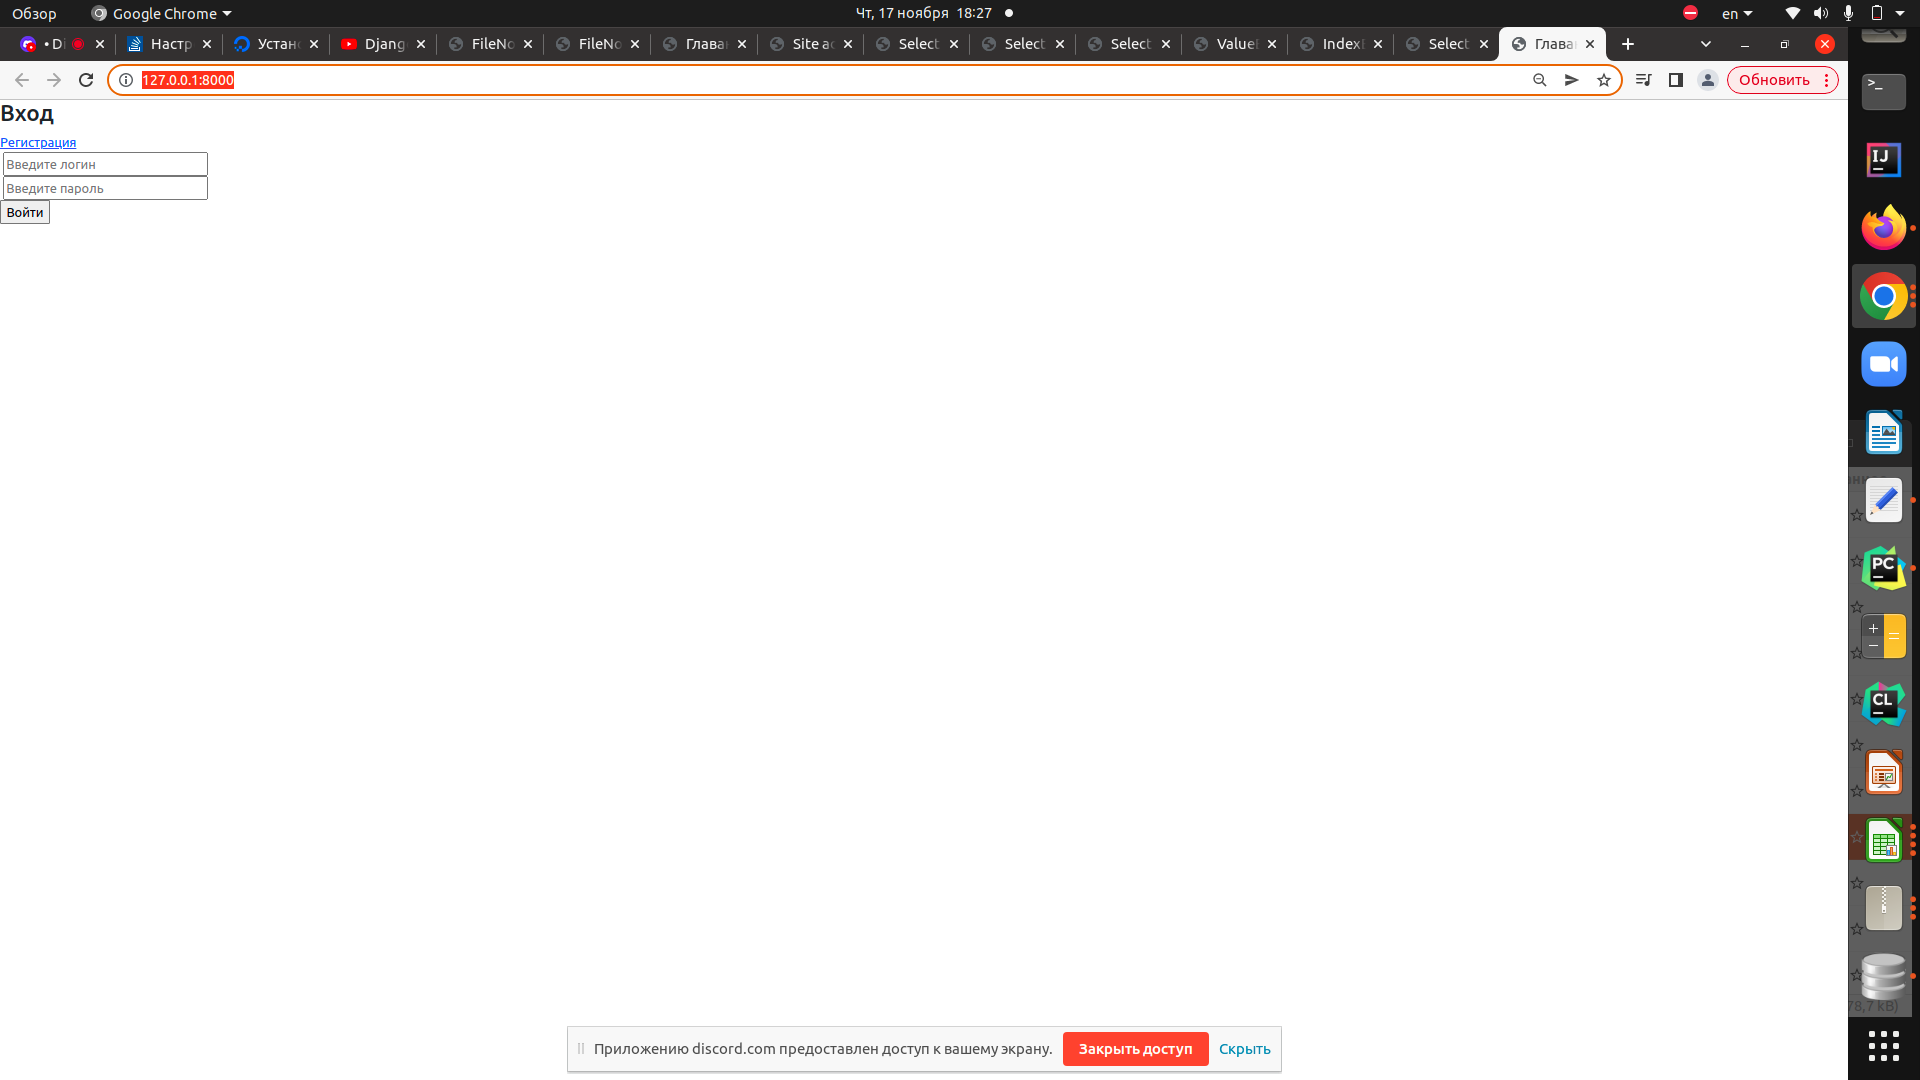 Обзор
Google Chrome
Чт, 17 ноября 18:27
en
• Di
Настр
Устан
Djang
FileNo
FileNo
Глава
Site ad
Select
Select
Select
Value
Index
Select
Глава
127.0.0.1:8000
Обновить
Вход
Регистрация
Введите логин
Введите пароль
Войти
>_
IJ
PC
CL
78,7 kB)
Приложению discord.com предоставлен доступ к вашему экрану.
Закрыть доступ
Скрыть